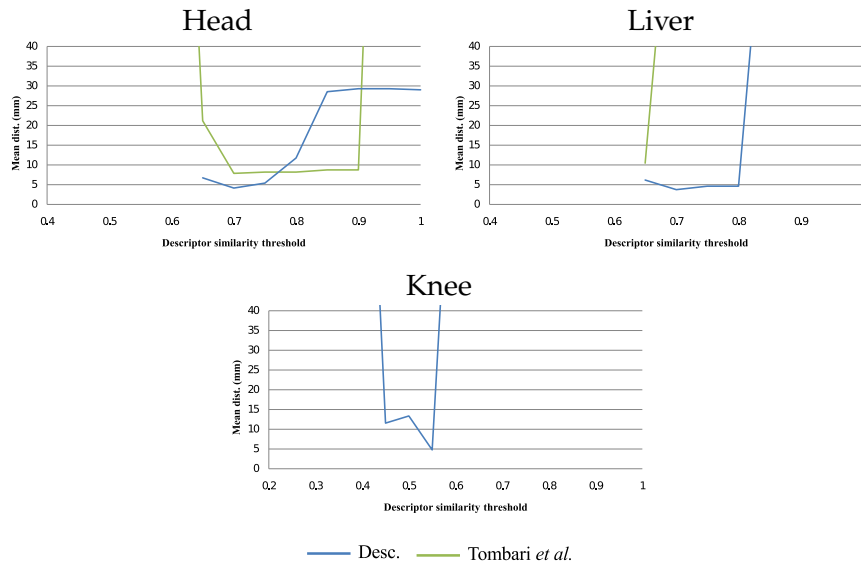 Head
Mean dist. (mm)
40
35
30
25
20
15
10
5
0
0.4 0.5 0.6 0.7 0.8 0.9 1
Descriptor similarity threshold
Liver
Mean dist. (mm)
40
35
30
25
20
15
10
5
0
0.4 0.5 0.6 0.7 0.8 0.9
Descriptor similarity threshold
Knee
Mean dist. (mm)
40
35
30
25
20
15
10
5
0
0.2 0.3 0.4 0.5 0.6 0.7 0.8 0.9 1
Descriptor similarity threshold
Desc. Tombari et al.